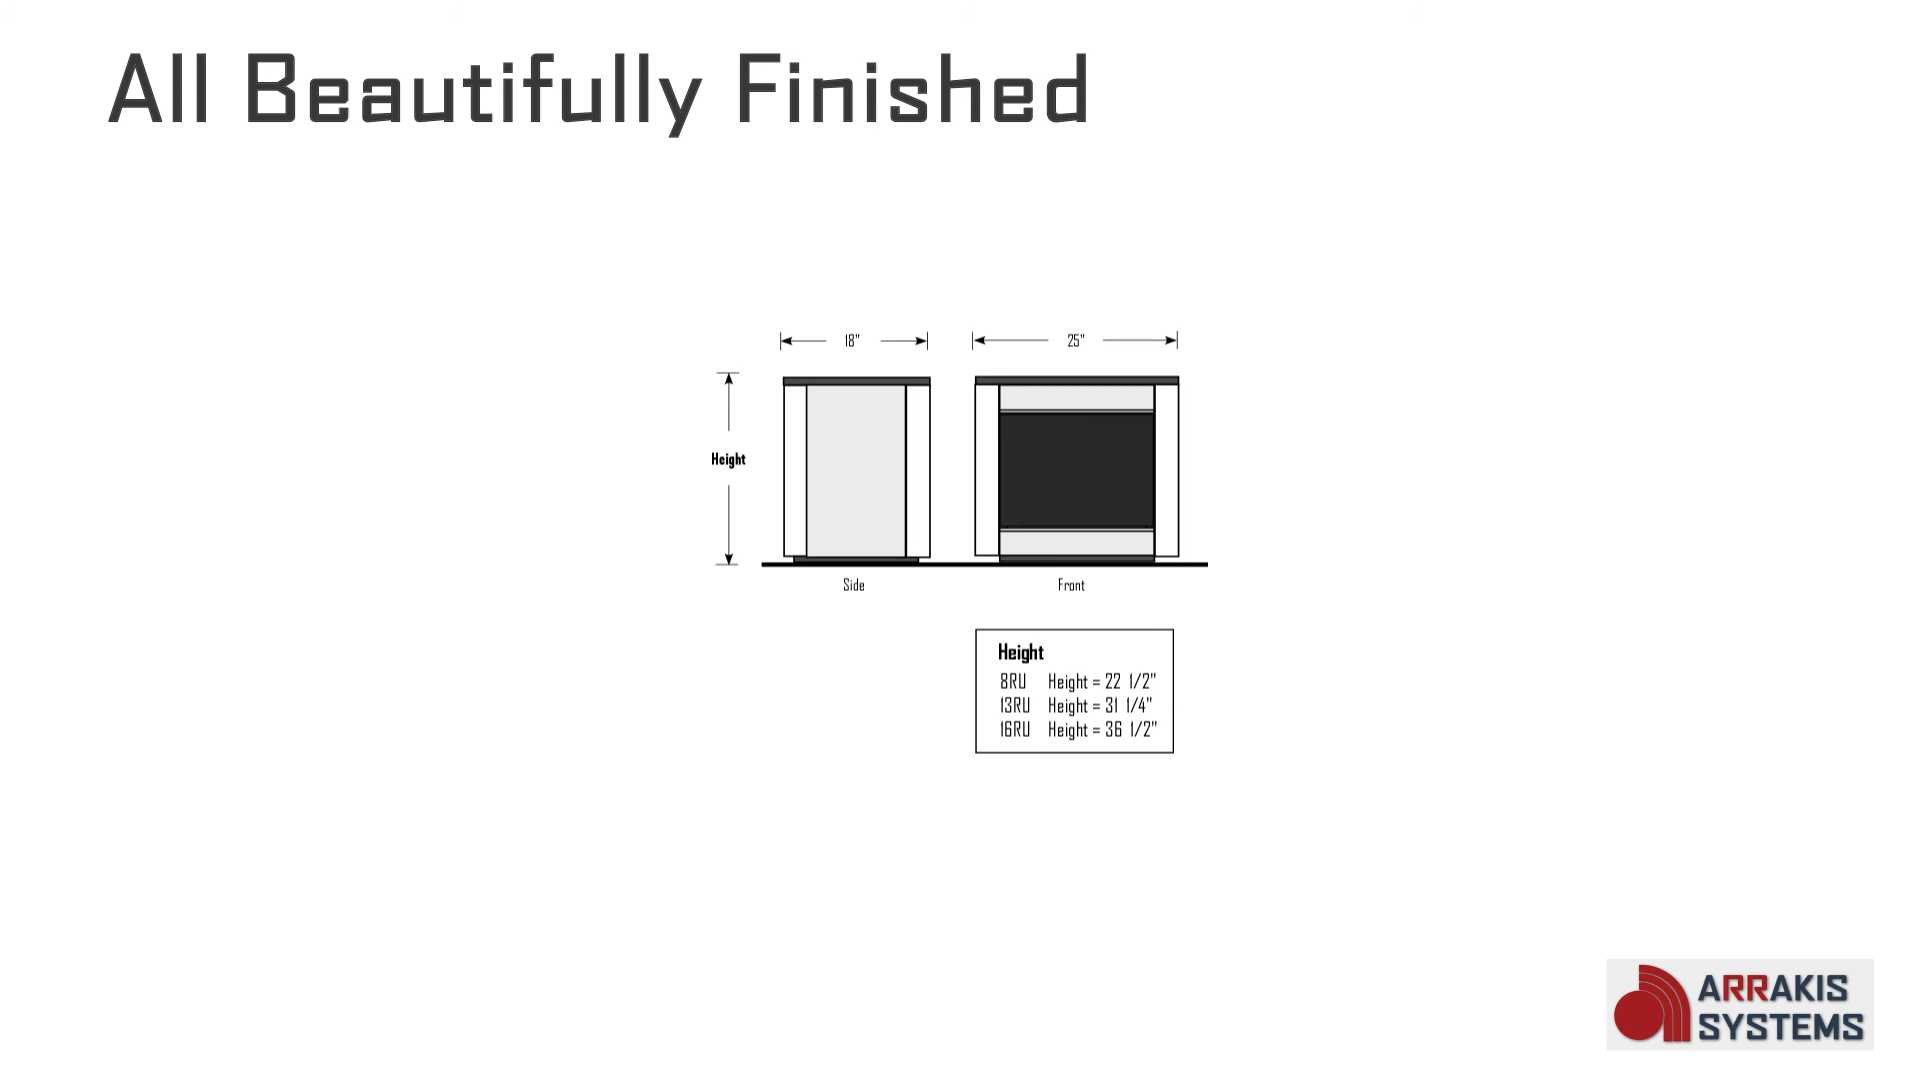 All Beautifully Finished
18"
25"
Height
Side
Front
Height
8RU Height = 22 1/2"
13RU Height = 31 1/4"
16RU Height = 36 1/2"
ARRAKIS
SYSTEMS